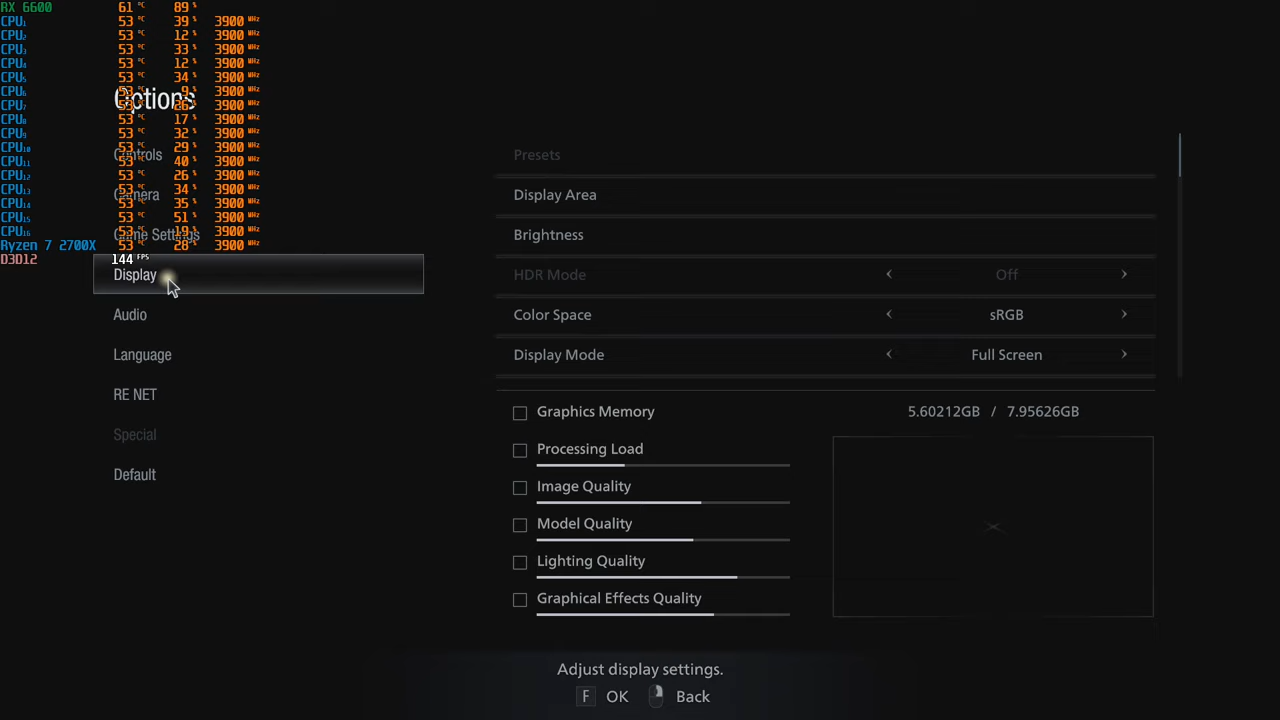 RX 6600 61 °C 89 %
CPU1 53 °C 39 % 3900 MHz
CPU2 53 °C 12 % 3900 MHz
CPU3 53 °C 33 % 3900 MHz
CPU4 53 °C 12 % 3900 MHz
CPU5 53 °C 34 % 3900 MHz
CPU6 53 °C 9 % 3900 MHz
Options
CPU7 53 °C 26 % 3900 MHz
CPU8 53 °C 17 % 3900 MHz
CPU9 53 °C 32 % 3900 MHz
CPU10 53 °C 29 % 3900 MHz
Controls
CPU11 53 °C 40 % 3900 MHz
CPU12 53 °C 26 % 3900 MHz
CPU13 53 °C 34 % 3900 MHz
Camera
CPU14 53 °C 35 % 3900 MHz
CPU15 53 °C 51 % 3900 MHz
CPU16 53 °C 19 % 3900 MHz
Game Settings
Ryzen 7 2700X 53 °C 28 % 3900 MHz
D3D12 144 FPS
Display
Audio
Language
RE NET
Special
Default
Presets
Display Area
Brightness
HDR Mode Off
Color Space sRGB
Display Mode Full Screen
Graphics Memory 5.60212GB / 7.95626GB
Processing Load
Image Quality
Model Quality
Lighting Quality
Graphical Effects Quality
Adjust display settings.
F OK Back